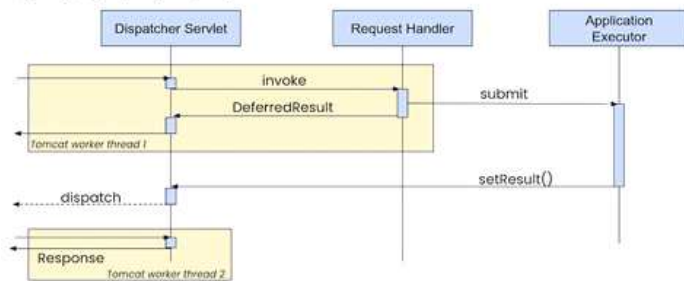 Dispatcher Servlet
Request Handler
Application
Executor
invoke
submit
DeferredResult
Tomcat worker thread 1
setResult()
dispatch
Response
Tomcat worker thread 2